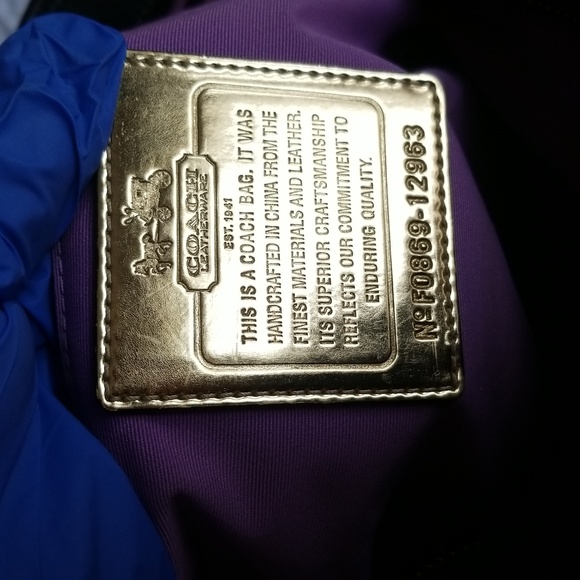 COACH
LEATHERWARE
EST. 1941
THIS IS A COACH BAG. IT WAS
HANDCRAFTED IN CHINA FROM THE
FINEST MATERIALS AND LEATHER.
ITS SUPERIOR CRAFTSMANSHIP
REFLECTS OUR COMMITMENT TO
ENDURING QUALITY.
Nº F0869-12963